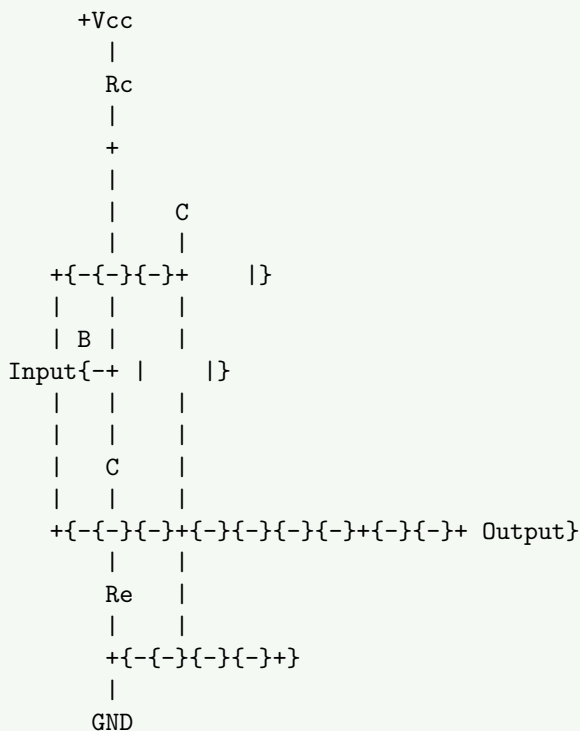 +Vcc
|
Rc
|
+
|
| C
| |
+{-{-}{-}+ |}
| | |
| B | |
Input{-+ | |}
| | |
| | |
| C |
| | |
+{-{-}{-}+{-}{-}{-}{-}+{-}{-}+ Output}
| |
Re |
| |
+{-{-}{-}{-}+}
|
GND